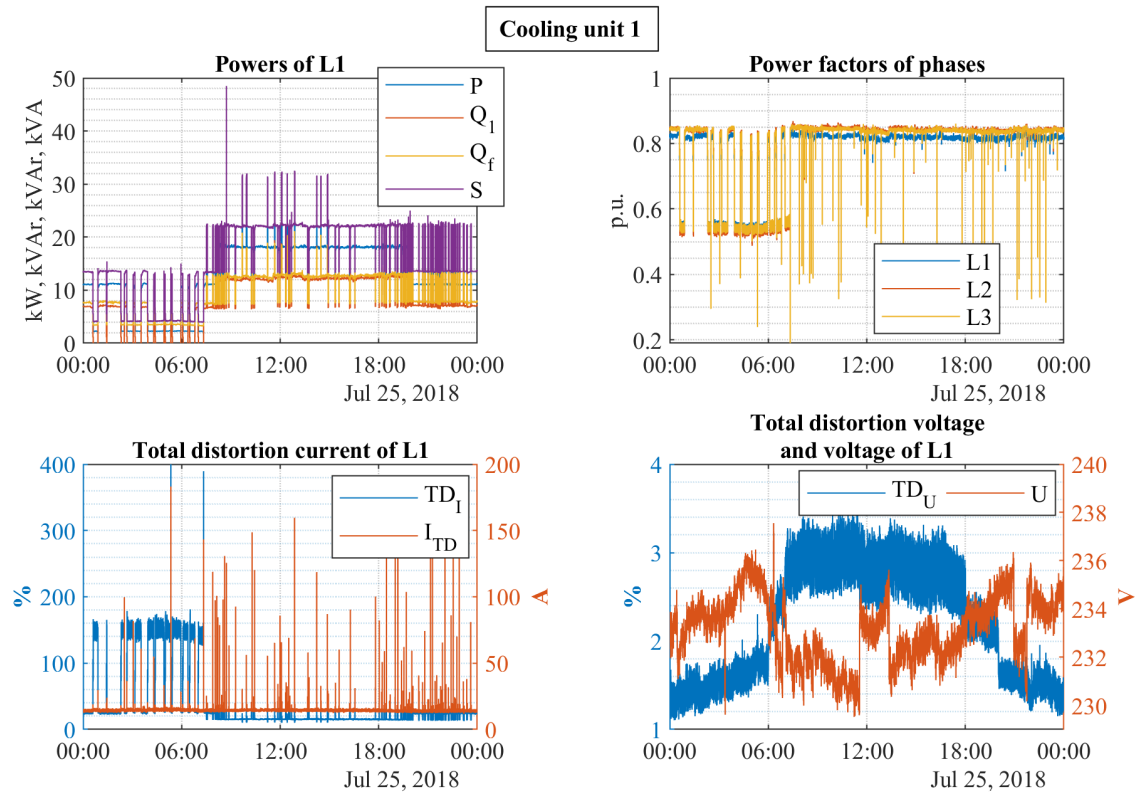 Cooling unit 1
Powers of L1
50
40
30
20
10
0
kW, kVAr, kVAr, kVA
P
Q_l
Q_f
S
00:00 06:00 12:00 18:00 00:00
Jul 25, 2018
Power factors of phases
1
0.8
0.6
0.4
0.2
p.u.
L1
L2
L3
00:00 06:00 12:00 18:00 00:00
Jul 25, 2018
Total distortion current of L1
400
300
200
100
0
%
TD_I
I_TD
200
150
100
50
0
A
00:00 06:00 12:00 18:00 00:00
Jul 25, 2018
Total distortion voltage
and voltage of L1
4
3
2
1
%
TD_U U
240
238
236
234
231
230
V
00:00 06:00 12:00 18:00 00:00
Jul 25, 2018